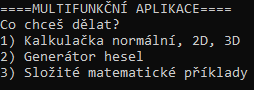 ====MULTIFUNKČNÍ APLIKACE====
Co chceš dělat?
1) Kalkulačka normální, 2D, 3D
2) Generátor hesel
3) Složité matematické příklady